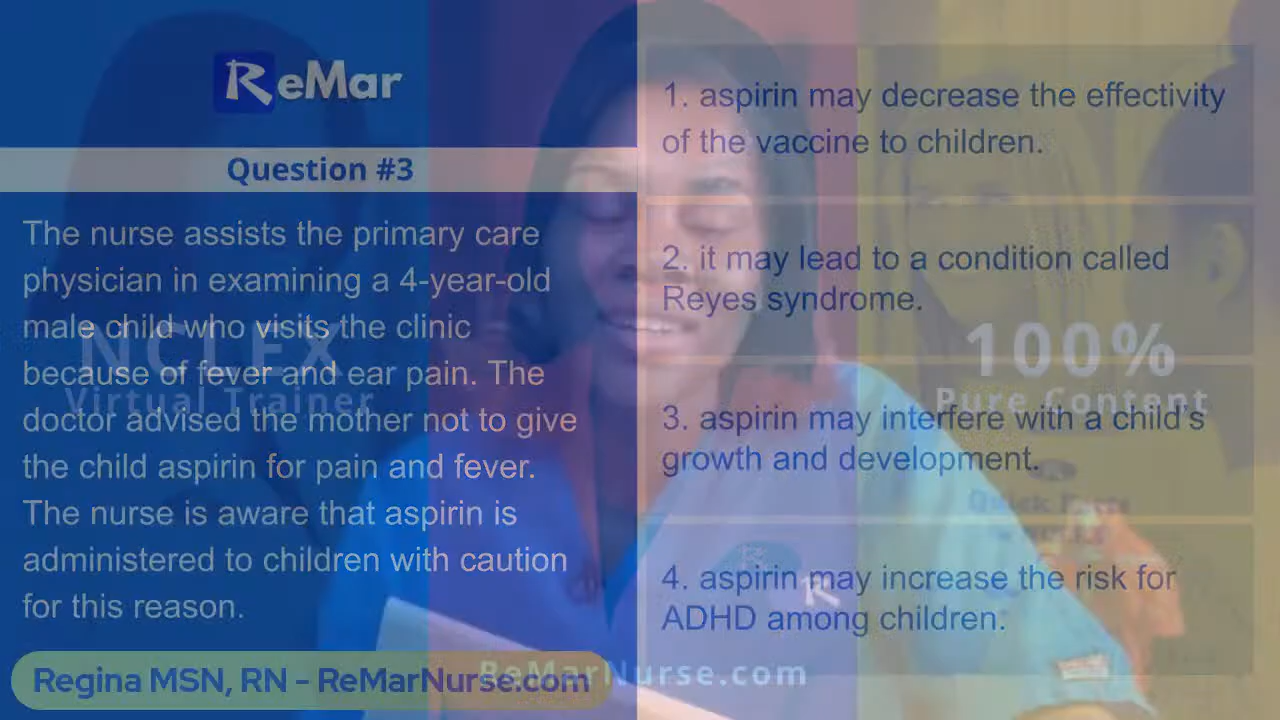 ReMar
Question #3
The nurse assists the primary care
physician in examining a 4-year-old
male child who visits the clinic
because of fever and ear pain. The
doctor advised the mother not to give
the child aspirin for pain and fever.
The nurse is aware that aspirin is
administered to children with caution
for this reason.
Regina MSN, RN – ReMarNurse.com
1. aspirin may decrease the effectivity
of the vaccine to children.
2. it may lead to a condition called
Reyes syndrome.
3. aspirin may interfere with a child's
growth and development.
4. aspirin may increase the risk for
ADHD among children.
NCLEX
Virtual Trainer
100%
Pure Content
Quick Facts
ReMarNurse.com